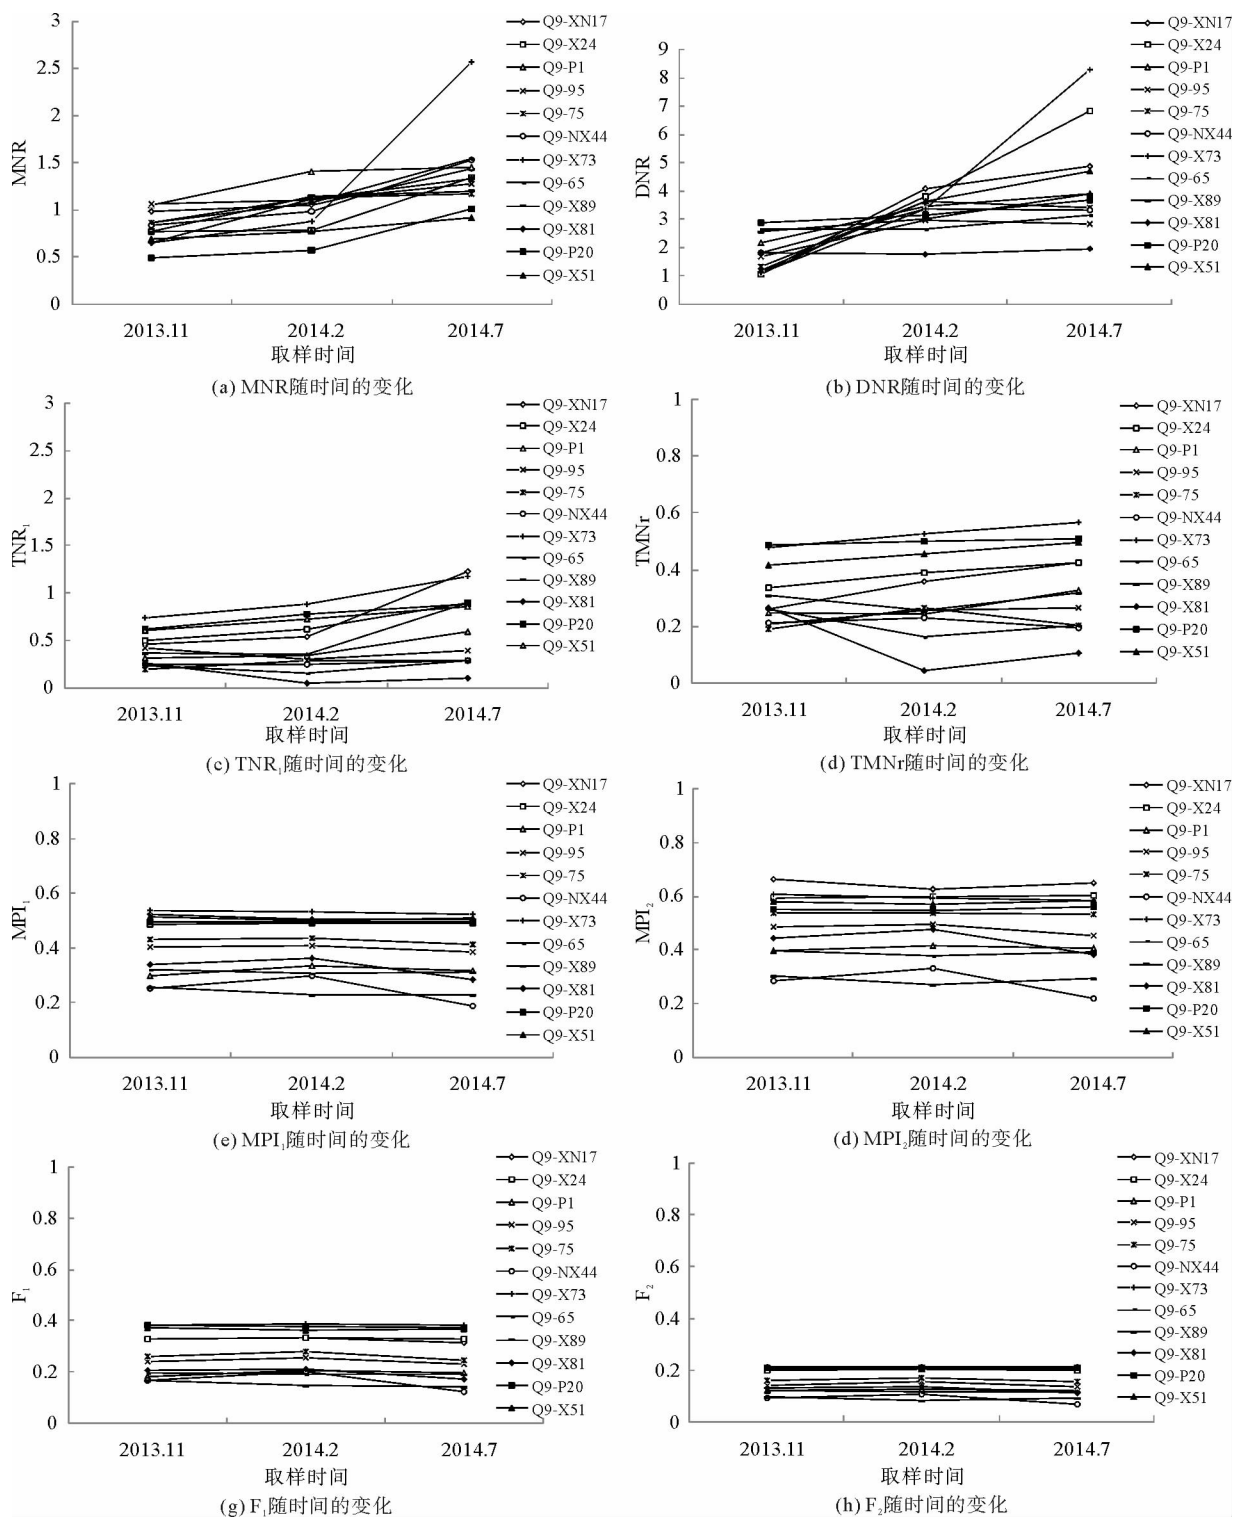 3
2.5
2
1.5
1
0.5
0
MNR
2013.11 2014.2 2014.7
取样时间
Q9-XN17
Q9-X24
Q9-P1
Q9-95
Q9-75
Q9-NX44
Q9-X73
Q9-65
Q9-X89
Q9-X81
Q9-P20
Q9-X51
(a) MNR随时间的变化
9
8
7
6
5
4
3
2
1
0
DNR
2013.11 2014.2 2014.7
取样时间
Q9-XN17
Q9-X24
Q9-P1
Q9-95
Q9-75
Q9-NX44
Q9-X73
Q9-65
Q9-X89
Q9-X81
Q9-P20
Q9-X51
(b) DNR随时间的变化
3
2.5
2
1.5
1
0.5
0
TNR₁
2013.11 2014.2 2014.7
取样时间
Q9-XN17
Q9-X24
Q9-P1
Q9-95
Q9-75
Q9-NX44
Q9-X73
Q9-65
Q9-X89
Q9-X81
Q9-P20
Q9-X51
(c) TNR₁随时间的变化
1
0.8
0.6
0.4
0.2
0
TMNr
2013.11 2014.2 2014.7
取样时间
Q9-XN17
Q9-X24
Q9-P1
Q9-95
Q9-75
Q9-NX44
Q9-X73
Q9-65
Q9-X89
Q9-X81
Q9-P20
Q9-X51
(d) TMNr随时间的变化
1
0.8
0.6
0.4
0.2
0
MPI₁
2013.11 2014.2 2014.7
取样时间
Q9-XN17
Q9-X24
Q9-P1
Q9-95
Q9-75
Q9-NX44
Q9-X73
Q9-65
Q9-X89
Q9-X81
Q9-P20
Q9-X51
(e) MPI₁随时间的变化
1
0.8
0.6
0.4
0.2
0
MPI₂
2013.11 2014.2 2014.7
取样时间
Q9-XN17
Q9-X24
Q9-P1
Q9-95
Q9-75
Q9-NX44
Q9-X73
Q9-65
Q9-X89
Q9-X81
Q9-P20
Q9-X51
(d) MPI₂随时间的变化
1
0.8
0.6
0.4
0.2
0
F₁
2013.11 2014.2 2014.7
取样时间
Q9-XN17
Q9-X24
Q9-P1
Q9-95
Q9-75
Q9-NX44
Q9-X73
Q9-65
Q9-X89
Q9-X81
Q9-P20
Q9-X51
(g) F₁随时间的变化
1
0.8
0.6
0.4
0.2
0
F₂
2013.11 2014.2 2014.7
取样时间
Q9-XN17
Q9-X24
Q9-P1
Q9-95
Q9-75
Q9-NX44
Q9-X73
Q9-65
Q9-X89
Q9-X81
Q9-P20
Q9-X51
(h) F₂随时间的变化